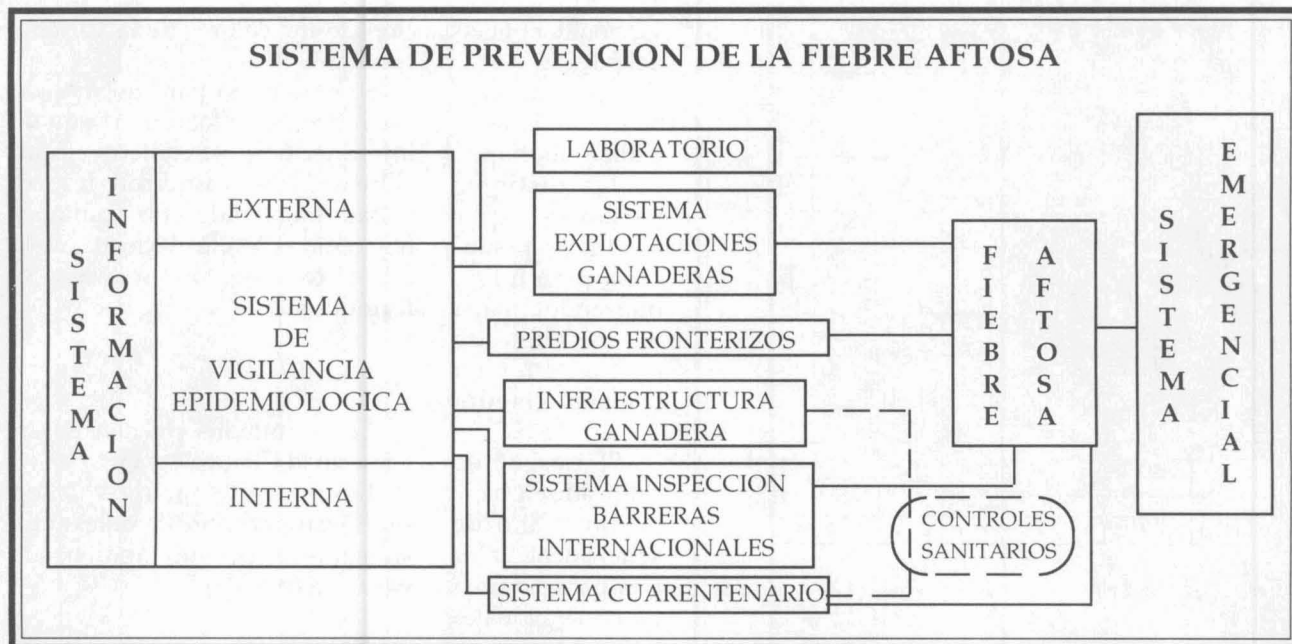 SISTEMA DE PREVENCION DE LA FIEBRE AFTOSA
SISTEMA
INFORMACION
EXTERNA
SISTEMA
DE
VIGILANCIA
EPIDEMIOLOGICA
INTERNA
LABORATORIO
SISTEMA
EXPLOTACIONES
GANADERAS
PREDIOS FRONTERIZOS
INFRAESTRUCTURA
GANADERA
SISTEMA INSPECCION
BARRERAS
INTERNACIONALES
SISTEMA CUARENTENARIO
FIEBRE
AFTOSA
CONTROLES
SANITARIOS
SISTEMA
EMERGENCIAL